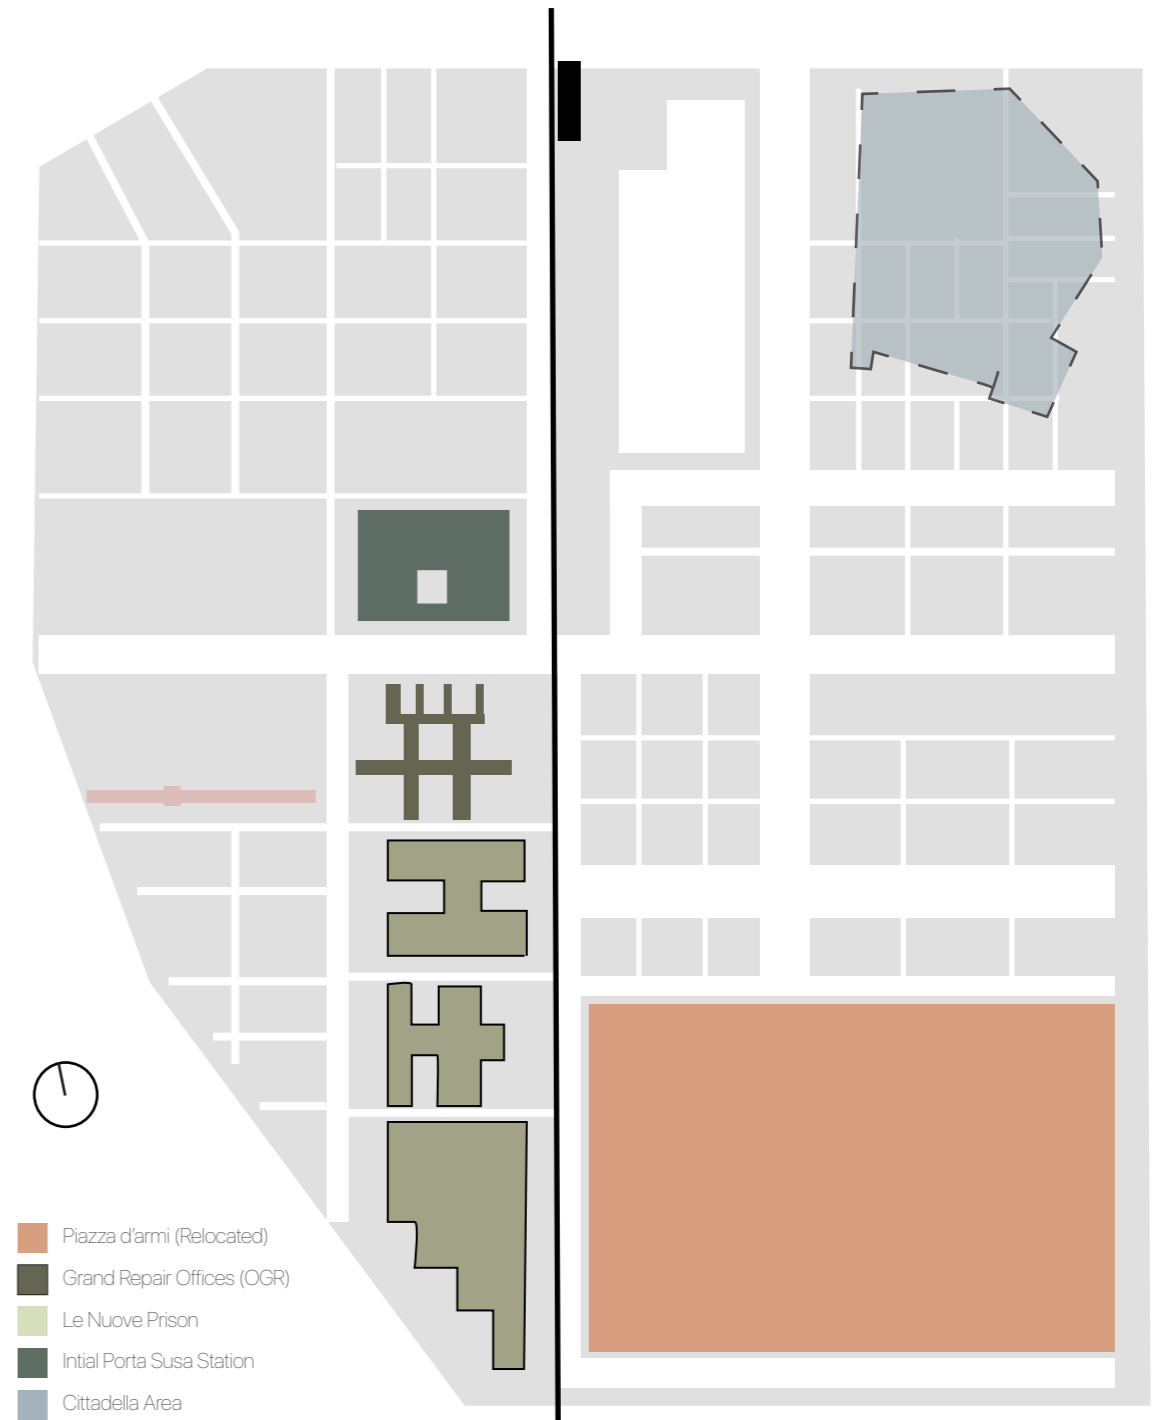 Piazza d'armi (Relocated)
Grand Repair Offices (OGR)
Le Nuove Prison
Intial Porta Susa Station
Cittadella Area